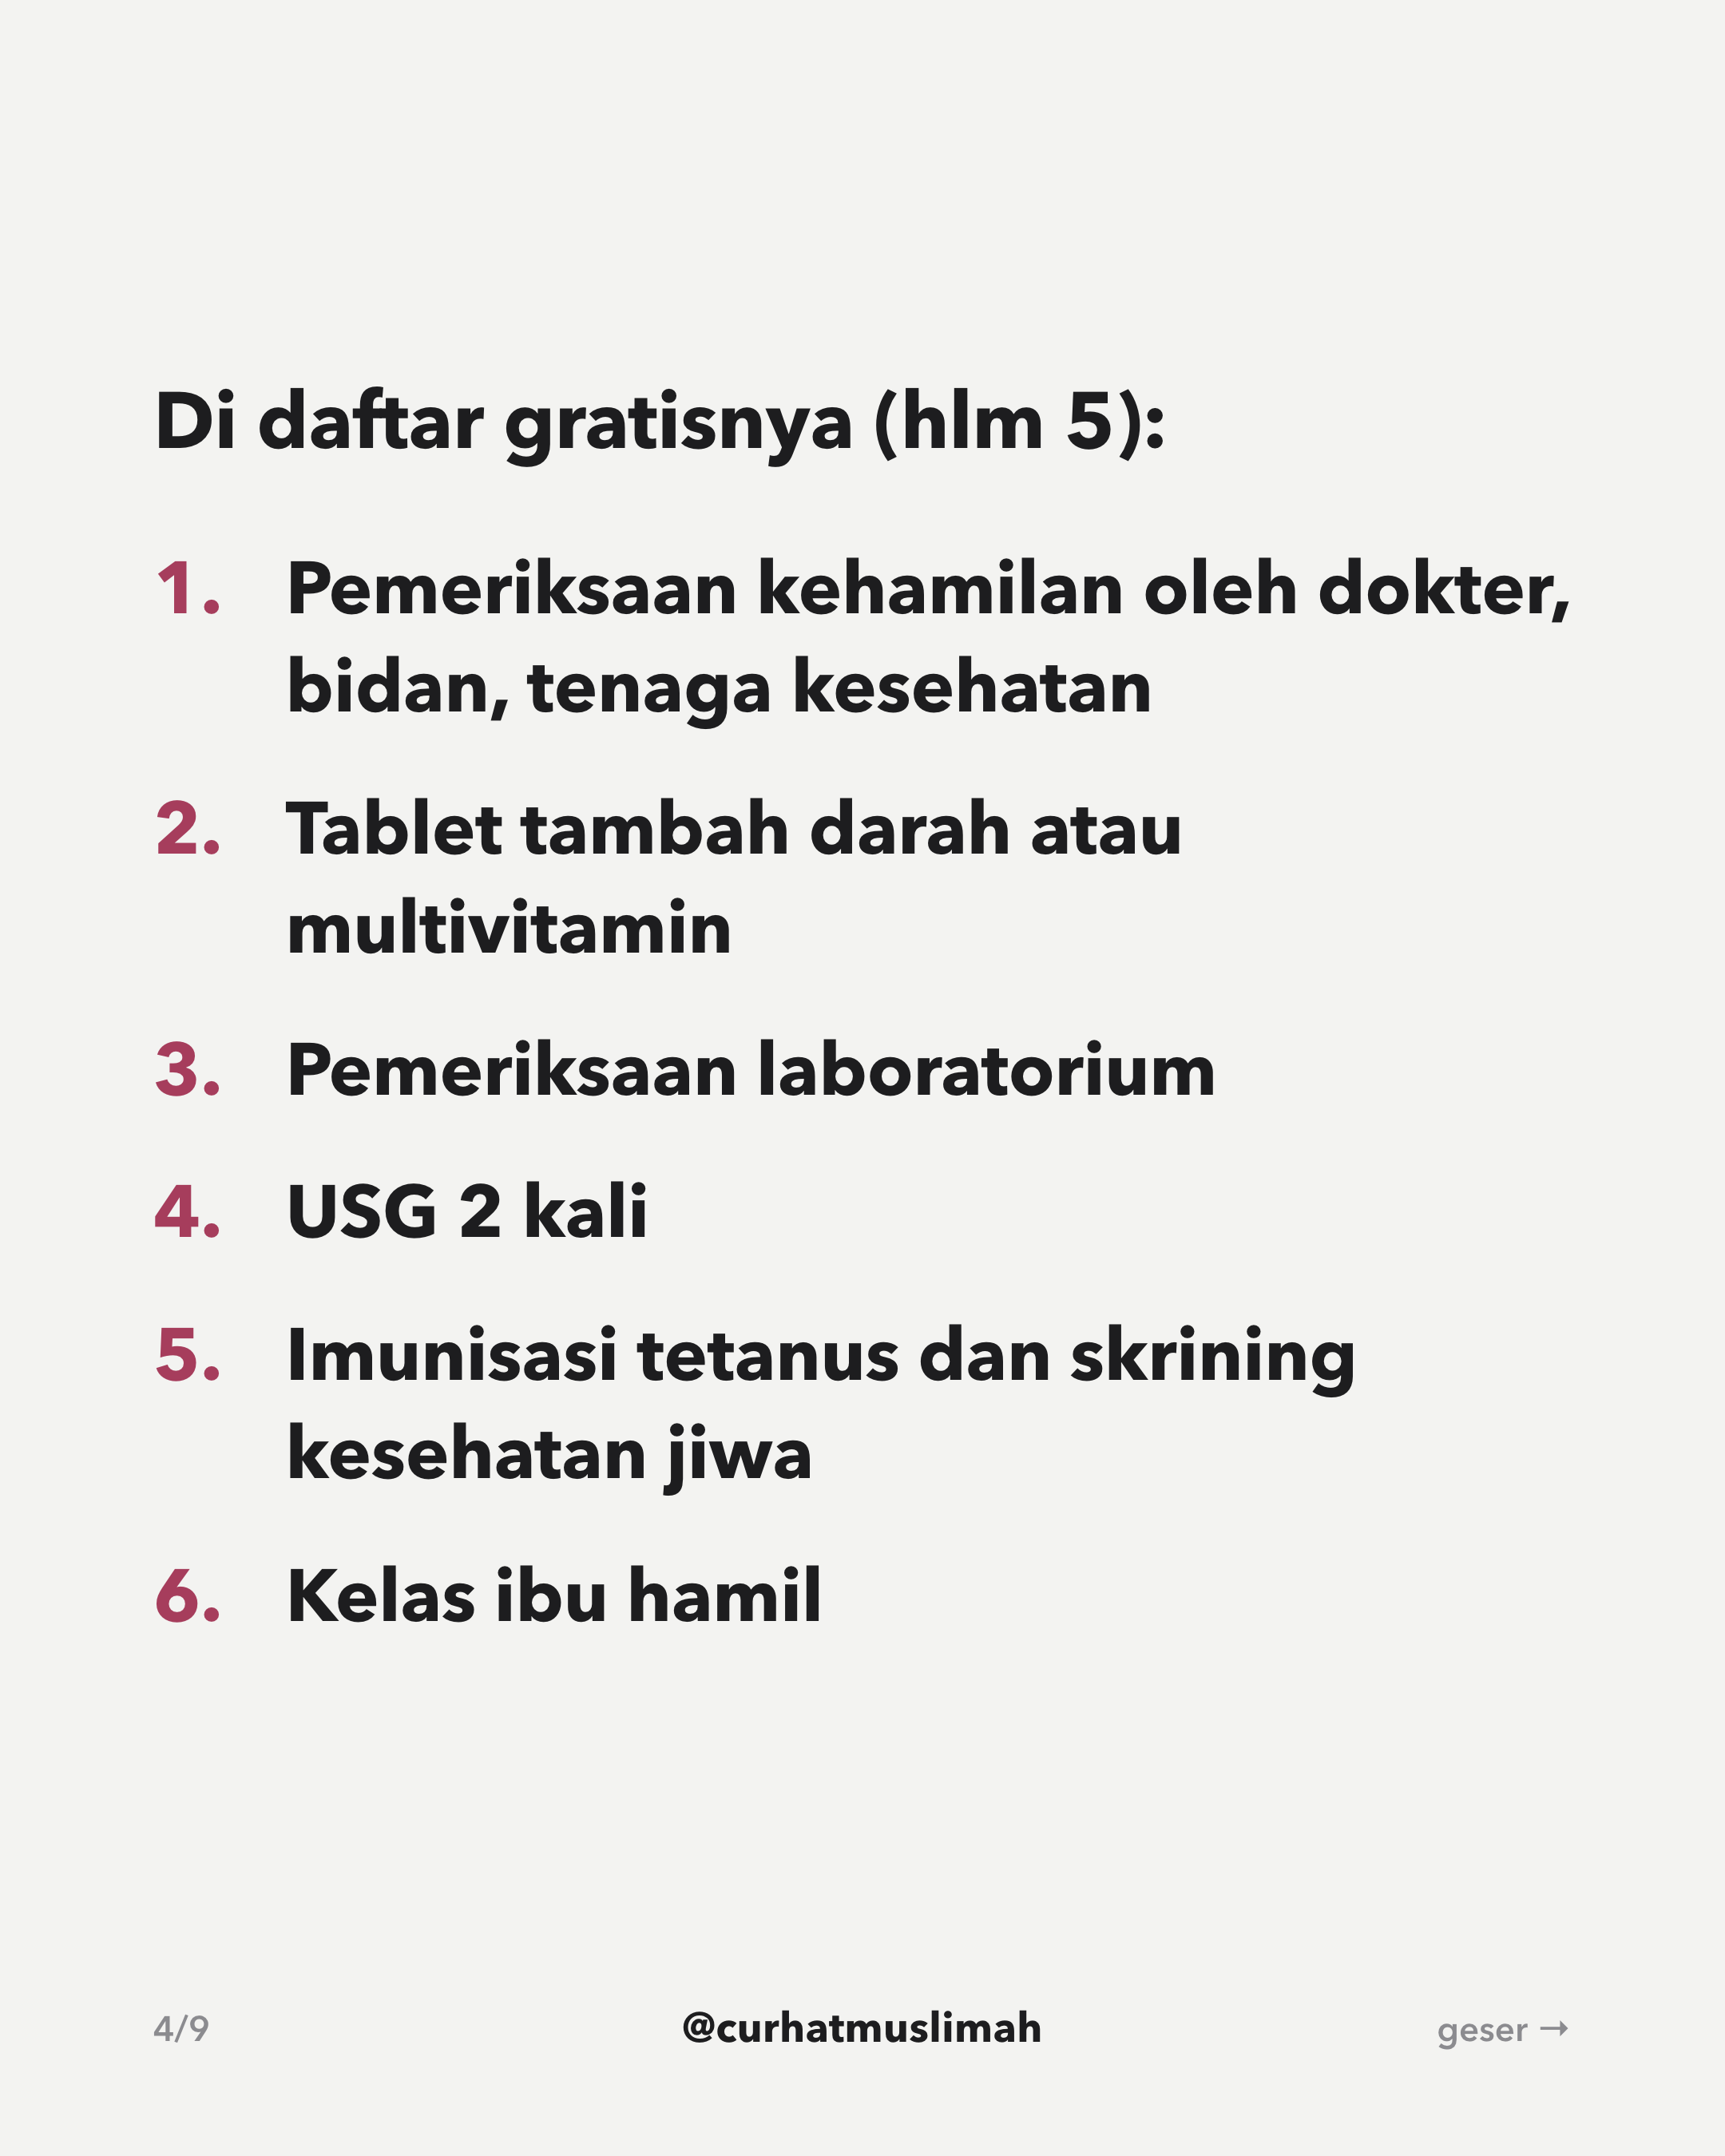 Di daftar gratisnya (hlm 5):
1. Pemeriksaan kehamilan oleh dokter,
bidan, tenaga kesehatan
2. Tablet tambah darah atau
multivitamin
3. Pemeriksaan laboratorium
4. USG 2 kali
5. Imunisasi tetanus dan skrining
kesehatan jiwa
6. Kelas ibu hamil
4/9
@curhatmuslimah
geser →